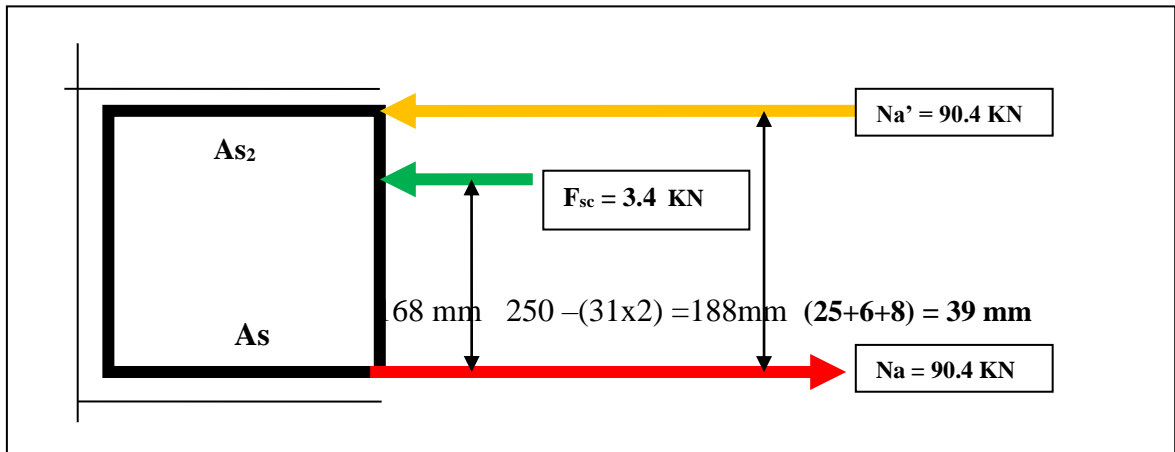 Na’ = 90.4 KN
As₂
Fsc = 3.4 KN
168 mm 250 –(31x2) =188mm (25+6+8) = 39 mm
As
Na = 90.4 KN